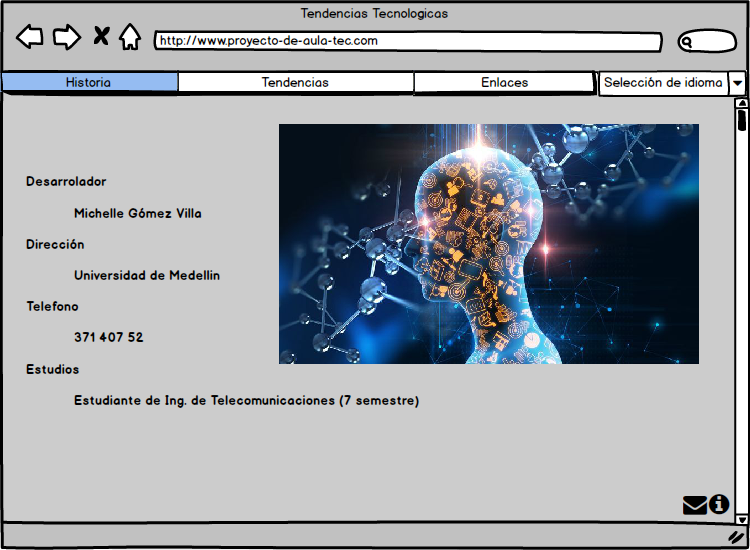 Tendencias Tecnologicas
http://www.proyecto-de-aula-tec.com
Historia
Tendencias
Enlaces
Selección de idioma
Desarrolador
Michelle Gómez Villa
Dirección
Universidad de Medellin
Telefono
371 407 52
Estudios
Estudiante de Ing. de Telecomunicaciones (7 semestre)